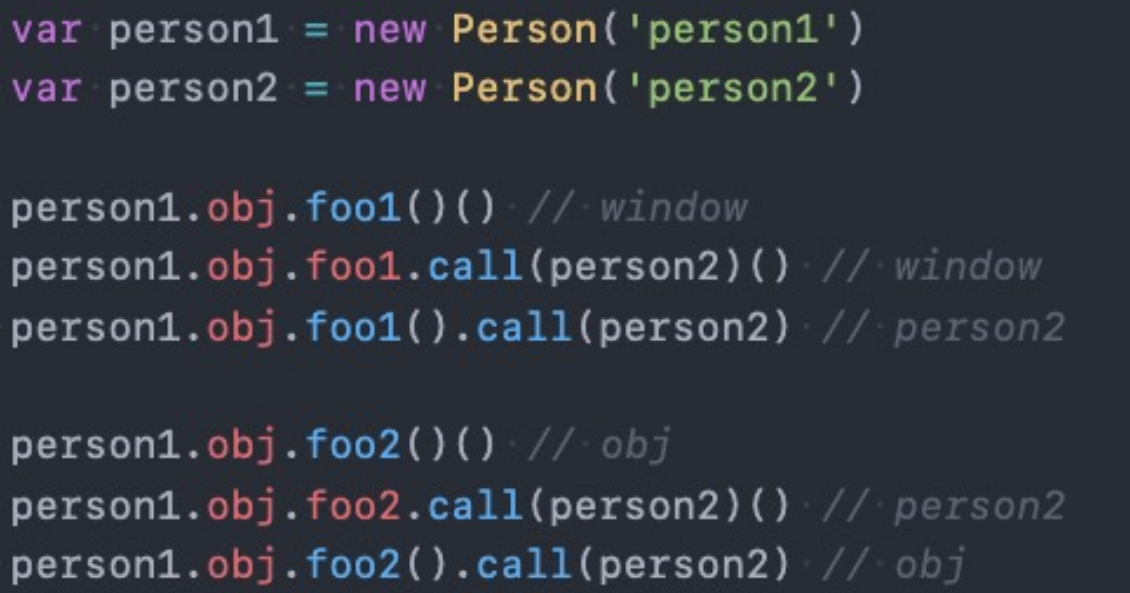 var person1 = new Person('person1')
var person2 = new Person('person2')
person1.obj.foo1()() // window
person1.obj.foo1.call(person2)() // window
person1.obj.foo1().call(person2) // person2
person1.obj.foo2()() // obj
person1.obj.foo2.call(person2)() // person2
person1.obj.foo2().call(person2) // obj